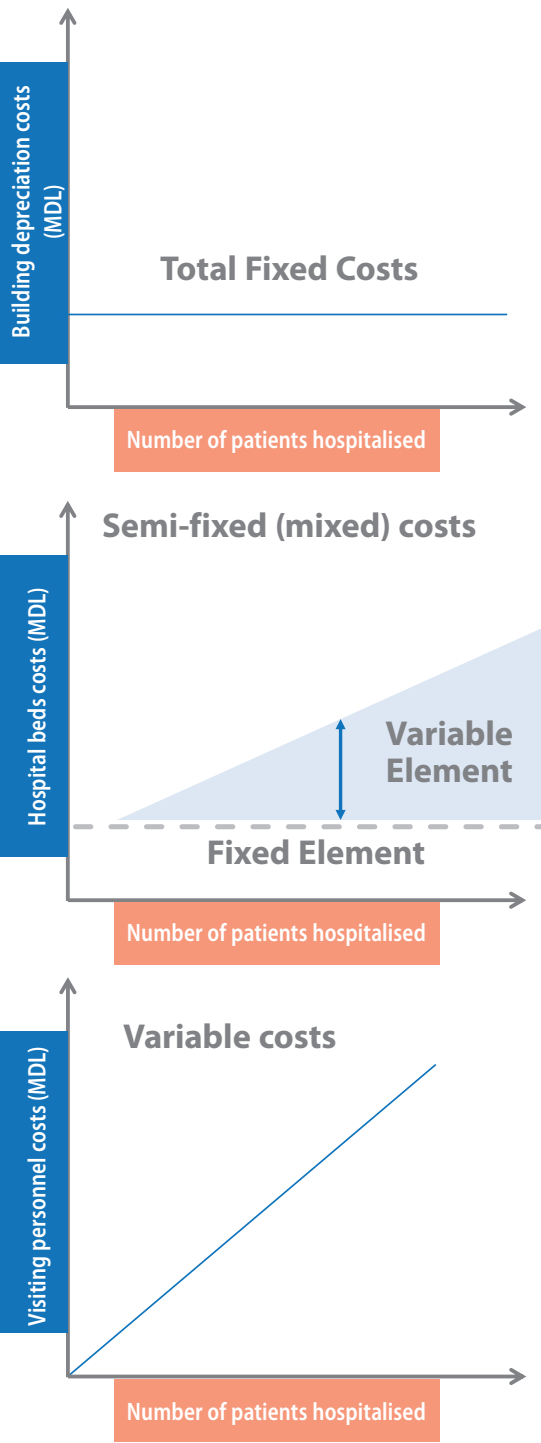 Building depreciation costs
(MDL)
Total Fixed Costs
Number of patients hospitalised
Semi-fixed (mixed) costs
Hospital beds costs (MDL)
Variable
Element
Fixed Element
Number of patients hospitalised
Variable costs
Visiting personnel costs (MDL)
Number of patients hospitalised